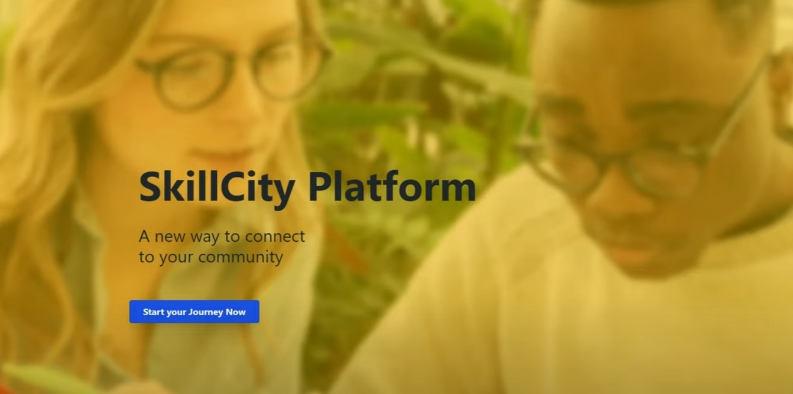 SkillCity Platform
A new way to connect
to your community
Start your Journey Now